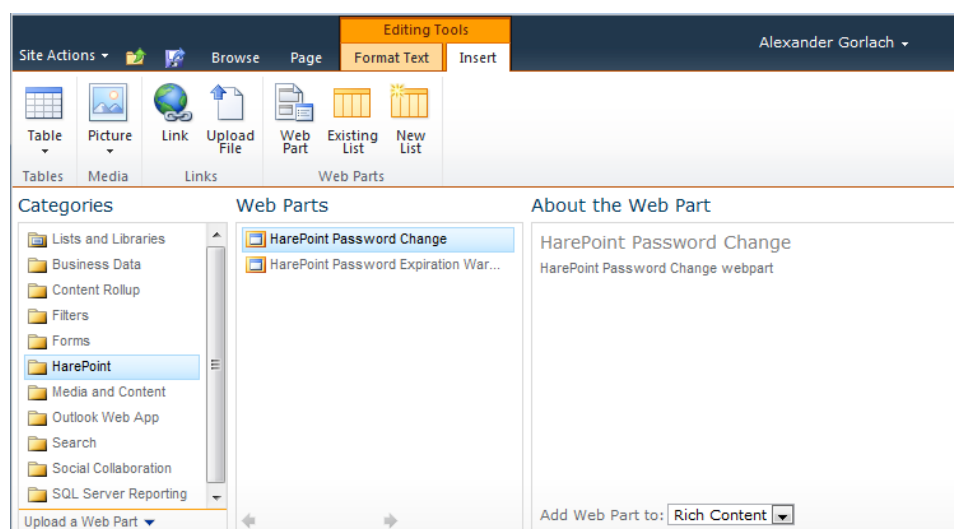 Editing Tools
Alexander Gorlach
Site Actions
Browse
Page
Format Text
Insert
Table
Picture
Link
Upload File
Web Part
Existing List
New List
Tables
Media
Links
Web Parts
Categories
Web Parts
About the Web Part
Lists and Libraries
Business Data
Content Rollup
Filters
Forms
HarePoint
Media and Content
Outlook Web App
Search
Social Collaboration
SQL Server Reporting
Upload a Web Part
HarePoint Password Change
HarePoint Password Expiration War...
HarePoint Password Change
HarePoint Password Change webpart
Add Web Part to: Rich Content